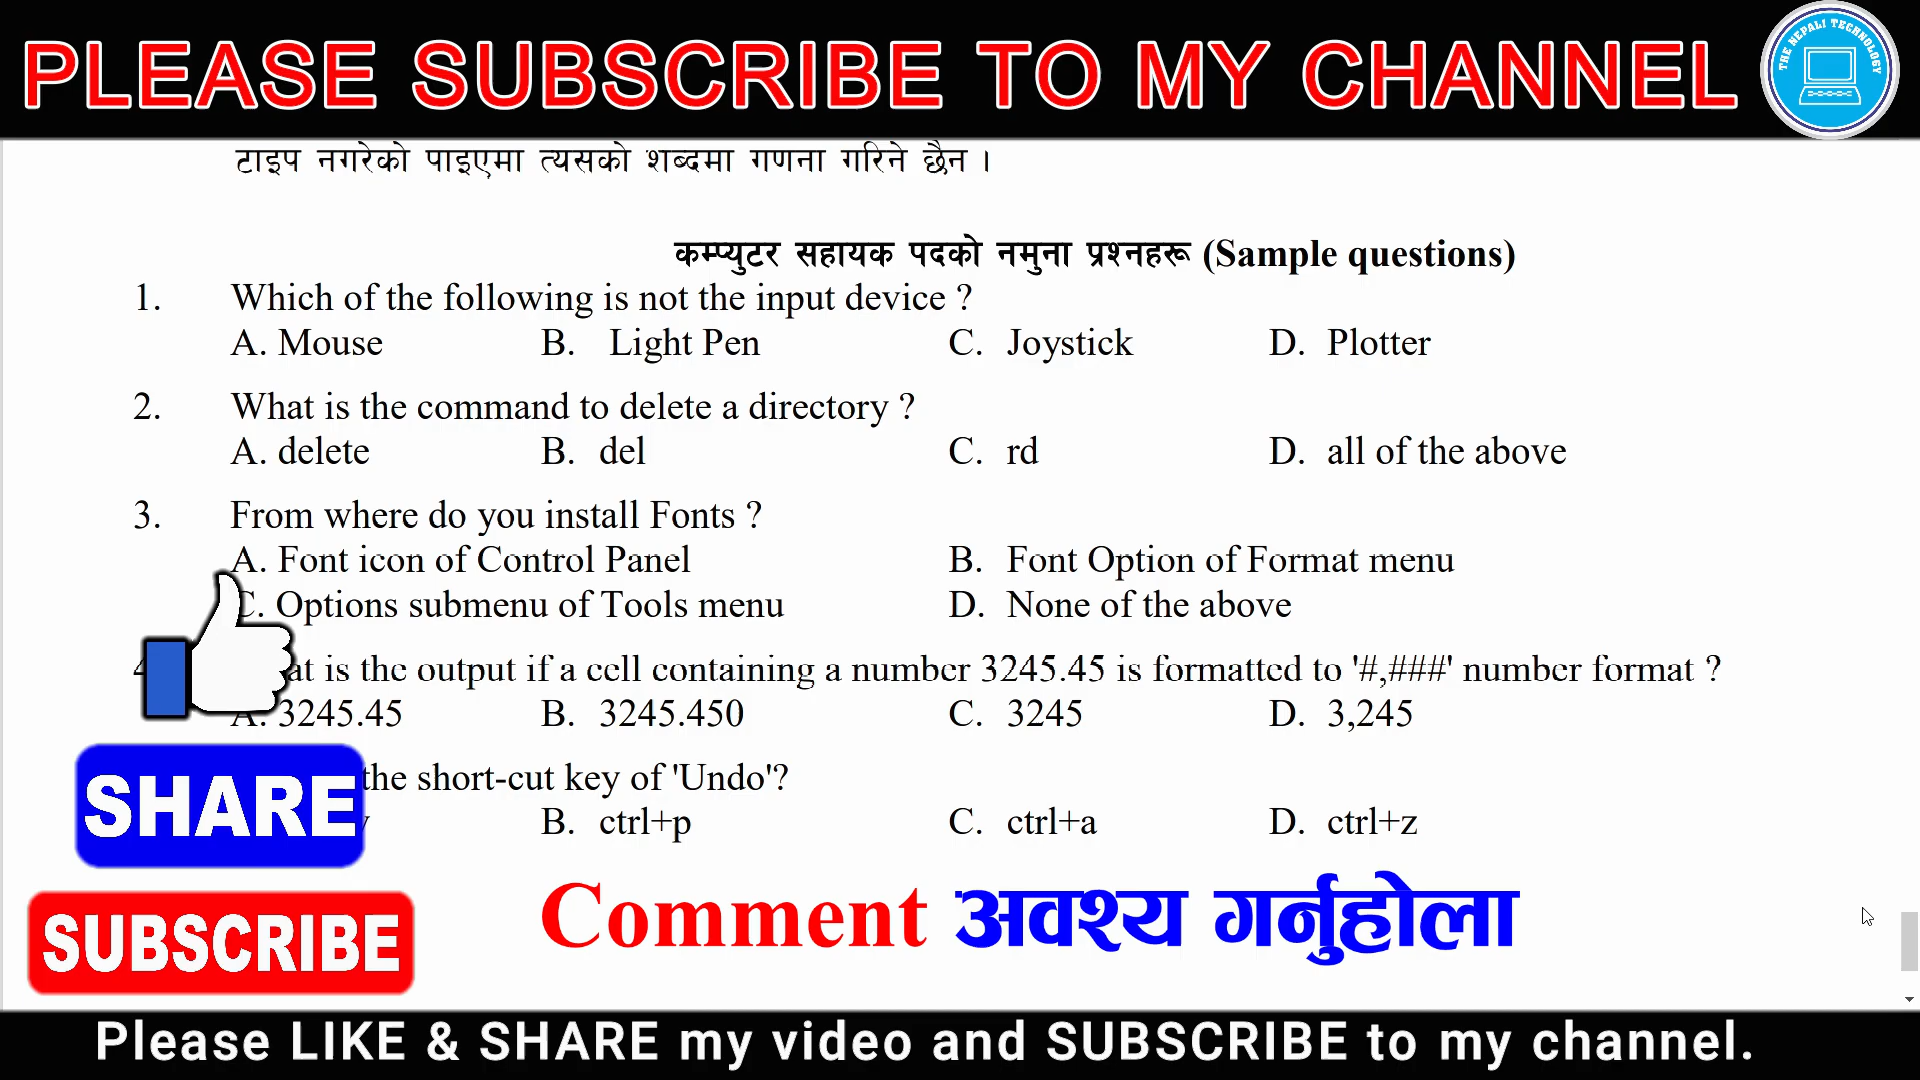 PLEASE SUBSCRIBE TO MY CHANNEL
THE NEPALI TECHNOLOGY
टाइप नगरेको पाइएमा त्यसको शब्दमा गणना गरिने छैन ।
कम्प्युटर सहायक पदको नमुना प्रश्नहरू (Sample questions)
1. Which of the following is not the input device ?
A. Mouse B. Light Pen C. Joystick D. Plotter
2. What is the command to delete a directory ?
A. delete B. del C. rd D. all of the above
3. From where do you install Fonts ?
A. Font icon of Control Panel B. Font Option of Format menu
C. Options submenu of Tools menu D. None of the above
is the output if a cell containing a number 3245.45 is formatted to '#,###' number format ?
A. 3245.45 B. 3245.450 C. 3245 D. 3,245
the short-cut key of 'Undo'?
B. ctrl+p C. ctrl+a D. ctrl+z
SHARE
SUBSCRIBE
Comment अवश्य गर्नुहोला
Please LIKE & SHARE my video and SUBSCRIBE to my channel.